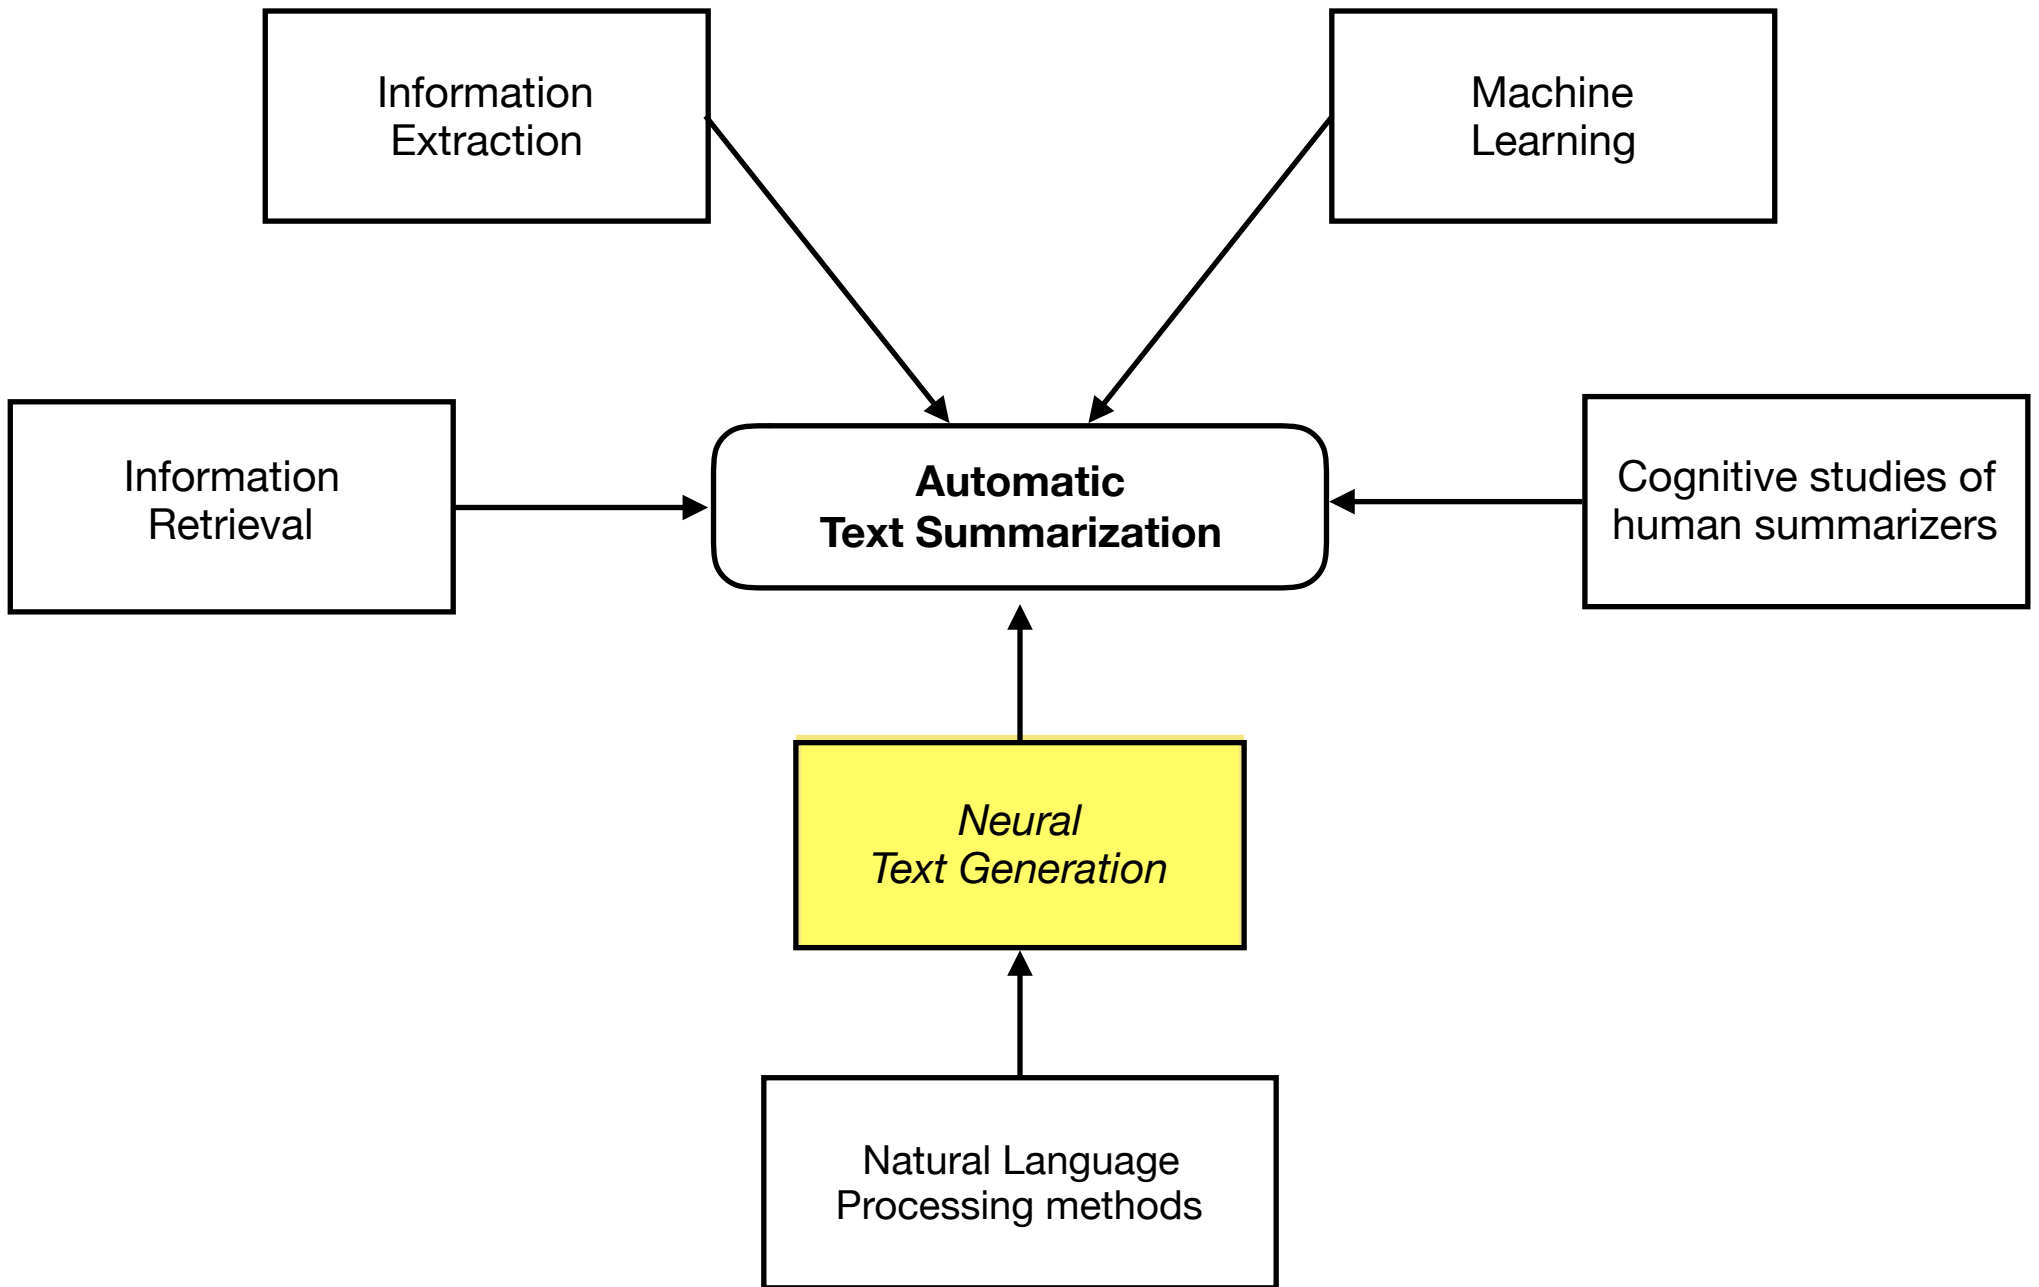 Information
Extraction
Machine
Learning
Information
Retrieval
Automatic
Text Summarization
Cognitive studies of
human summarizers
Neural
Text Generation
Natural Language
Processing methods